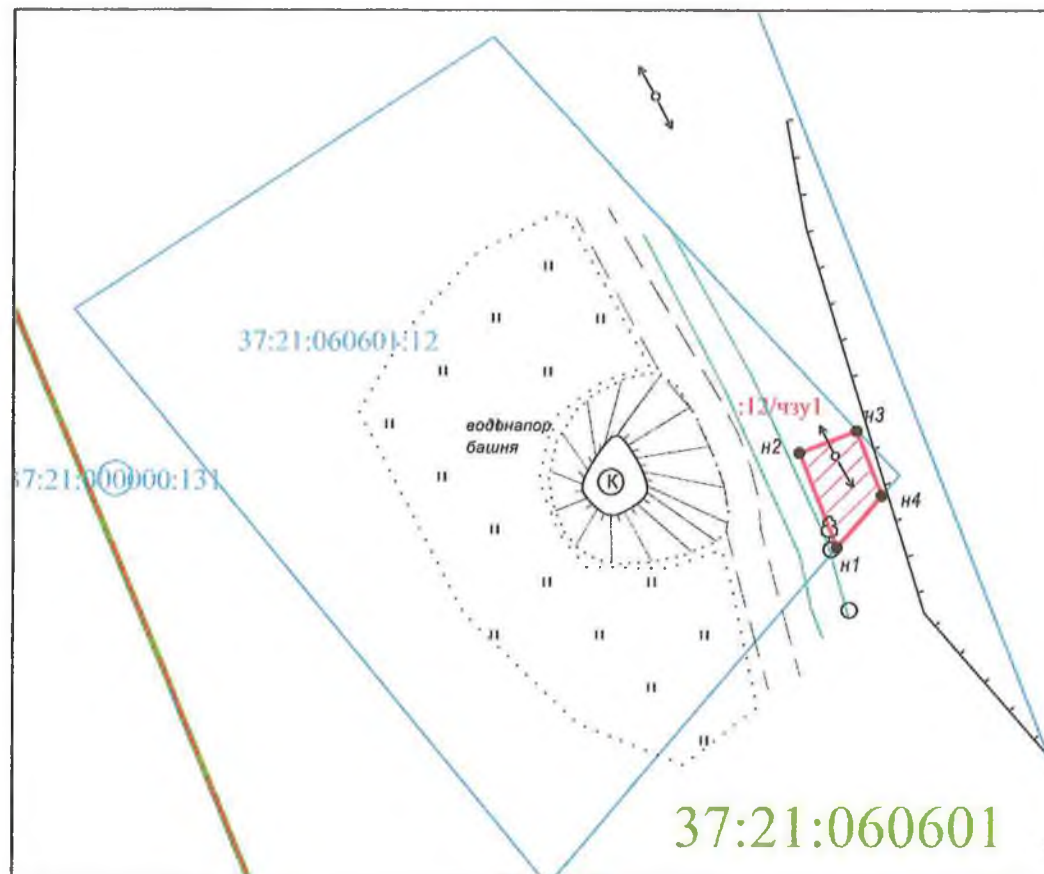 37:21:060601:12
:12/чзу1
н3
н2
водонапор.
башня
37:21:000000:131
К
н4
н1
37:21:060601